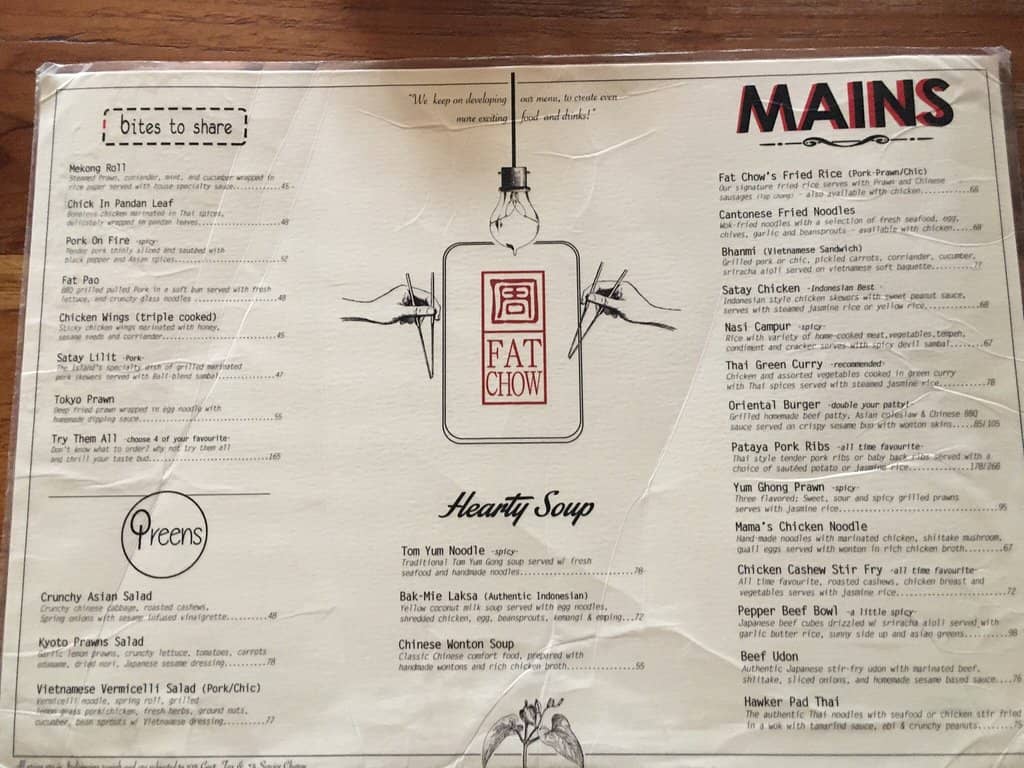 "We keep on developing our menu, to create even
more exciting food and drinks!"
bites to share
Mekong Roll
Steamed Prawn, coriander, mint, and cucumber wrapped in
rice paper served with house specialty sauce............45.-
Chick In Pandan Leaf
Boneless chicken marinated in Thai spices,
delicately wrapped in pandan leaves....................48
Pork On Fire -spicy-
Tender pork thinly sliced and sautéed with
black pepper and Asian spices..........................52
Fat Pao
BBQ grilled pulled Pork in a soft bun served with fresh
lettuce, and crunchy glass noodles ....................48
Chicken Wings (triple cooked)
Sticky chicken wings marinated with honey,
sesame seeds and corriander............................45
Satay Lilit -Pork-
The Island's specialty dish of grilled marinated
pork skewers served with Bali-blend sambal.............47
Tokyo Prawn
Deep fried prawn wrapped in egg noodle with
homemade dipping sauce.................................55
Try Them All -choose 4 of your favourite-
Don't know what to order? why not try them all
and thrill your taste bud..............................165
Greens
Crunchy Asian Salad
Crunchy chinese cabbage, roasted cashews,
Spring onions with sesame infused vinaigrette..........48
Kyoto Prawns Salad
Garlic lemon prawns, crunchy lettuce, tomatoes, carrots
edamame, dried nori, Japanese sesame dressing..........78
Vietnamese Vermicelli Salad (Pork/Chic)
Vermicelli noodle, spring roll, grilled
lemon grass pork/chicken, fresh herbs, ground nuts,
cucumber, bean sprouts w/ Vietnamese dressing..........77
周
FAT
CHOW
Hearty Soup
Tom Yum Noodle -spicy-
Traditional Tom Yum Gong soup served w/ fresh
seafood and handmade noodles...........................78
Bak-Mie Laksa (Authentic Indonesian)
Yellow coconut milk soup served with egg noodles,
shredded chicken, egg, beansprouts, kemangi & emping...72
Chinese Wonton Soup
Classic Chinese comfort food, prepared with
handmade wontons and rich chicken broth................55
MAINS
Fat Chow's Fried Rice (Pork-Prawn/Chic)
Our signature fried rice serves with Prawn and Chinese
sausages - also available with chicken............66
Cantonese Fried Noodles
Wok-fried noodles with a selection of fresh seafood, egg,
chives, garlic and beansprouts - available with chicken.....68
Bhanmi (Vietnamese Sandwich)
Grilled pork or chic, pickled carrots, corriander, cucumber,
sriracha aioli served on vietnamese soft baguette..........77
Satay Chicken -Indonesian Best -
Indonesian style chicken skewers with sweet peanut sauce,
serves with steamed jasmine rice or yellow rice............68
Nasi Campur -spicy-
Rice with variety of home-cooked meat,vegetables,tempeh,
condiment and cracker serves with spicy devil sambal.......67
Thai Green Curry -recommended-
Chicken and assorted vegetables cooked in green curry
with Thai spices served with steamed jasmine rice..........78
Oriental Burger -double your patty!-
Grilled homemade beef patty, Asian coleslaw & Chinese BBQ
sauce served on crispy sesame bun with wonton skins.....85/105
Pataya Pork Ribs -all time favourite-
Thai style tender pork ribs or baby back ribs served with a
choice of sautéed potato or Jasmine rice..............178/266
Yum Ghong Prawn -spicy-
Three flavored; Sweet, sour and spicy grilled prawns
serves with jasmine rice...................................95
Mama's Chicken Noodle
Hand-made noodles with marinated chicken, shiitake mushroom,
quail eggs served with wonton in rich chicken broth........67
Chicken Cashew Stir Fry -all time favourite-
All time favourite, roasted cashews, chicken breast and
vegetables serves with jasmine rice........................72
Pepper Beef Bowl -a little spicy-
Japanese beef cubes drizzled w/ sriracha aioli served with
garlic butter rice, sunny side up and asian greens.........98
Beef Udon
Authentic Japanese stir-fry udon with marinated beef,
shiitake, sliced onions, and homemade sesame based sauce....76
Hawker Pad Thai
The authentic Thai noodles with seafood or chicken stir fried
in a wok with tamarind sauce, ebi & crunchy peanuts........75